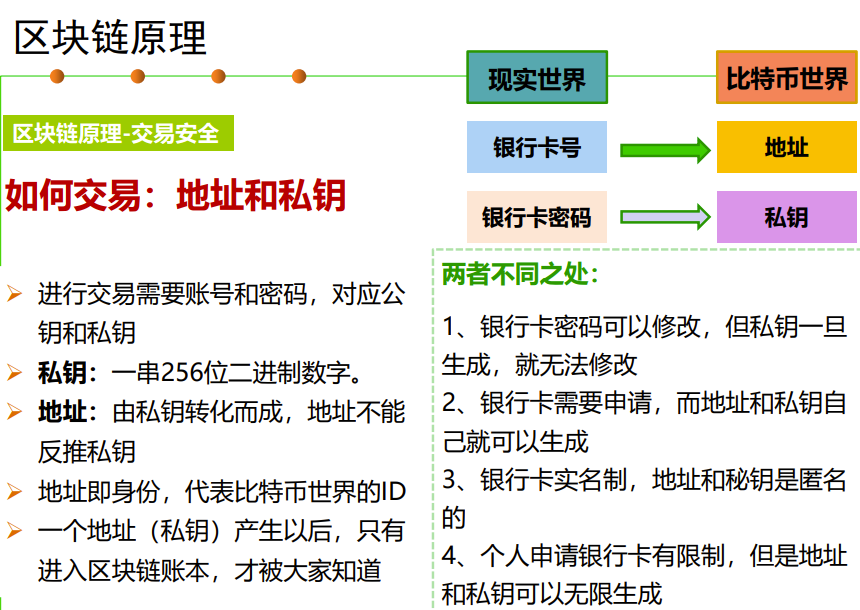 区块链原理
区块链原理-交易安全
如何交易：地址和私钥
进行交易需要账号和密码，对应公
钥和私钥
私钥：一串256位二进制数字。
地址：由私钥转化而成，地址不能
反推私钥
地址即身份，代表比特币世界的ID
一个地址（私钥）产生以后，只有
进入区块链账本，才被大家知道
现实世界
比特币世界
银行卡号
地址
银行卡密码
私钥
两者不同之处：
1、银行卡密码可以修改，但私钥一旦
生成，就无法修改
2、银行卡需要申请，而地址和私钥自
己就可以生成
3、银行卡实名制，地址和秘钥是匿名
的
4、个人申请银行卡有限制，但是地址
和私钥可以无限生成